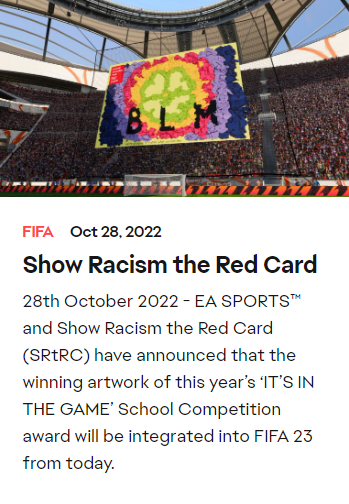 BLM
FIFA Oct 28, 2022
Show Racism the Red Card
28th October 2022 - EA SPORTS™
and Show Racism the Red Card
(SRtRC) have announced that the
winning artwork of this year's ‘IT'S IN
THE GAME’ School Competition
award will be integrated into FIFA 23
from today.